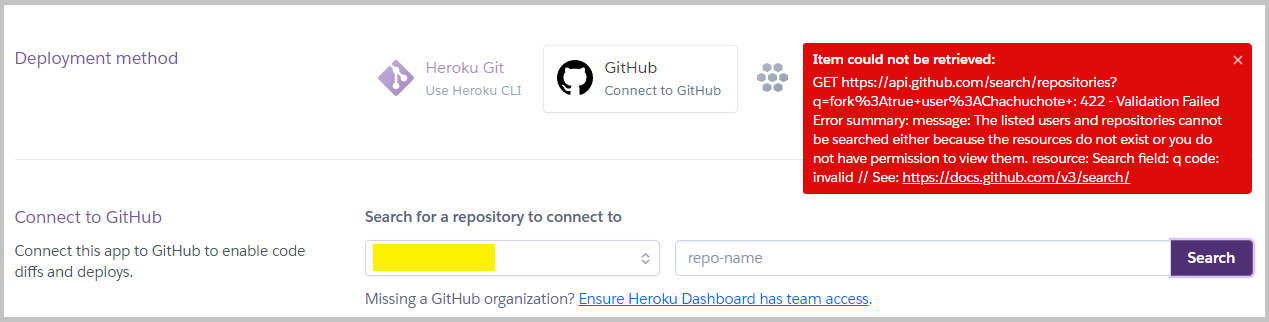 Deployment method
Heroku Git
Use Heroku CLI
GitHub
Connect to GitHub
Item could not be retrieved:
GET https://api.github.com/search/repositories?
q=fork%3Atrue+user%3AChachuchote+: 422 - Validation Failed
Error summary: message: The listed users and repositories cannot
be searched either because the resources do not exist or you do
not have permission to view them. resource: Search field: q code:
invalid // See: https://docs.github.com/v3/search/
Connect to GitHub
Connect this app to GitHub to enable code
diffs and deploys.
Search for a repository to connect to
repo-name
Search
Missing a GitHub organization? Ensure Heroku Dashboard has team access.